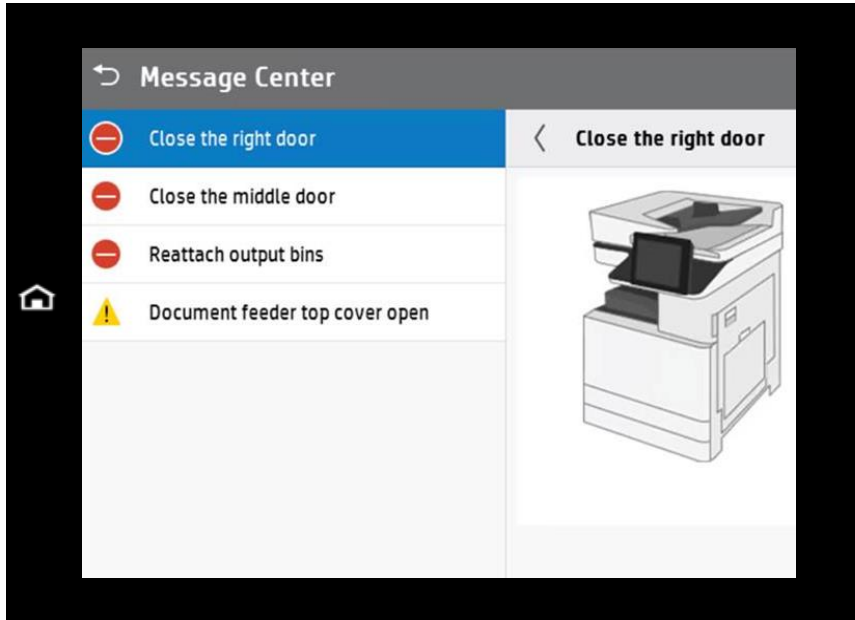 Message Center
Close the right door
Close the middle door
Reattach output bins
Document feeder top cover open
Close the right door